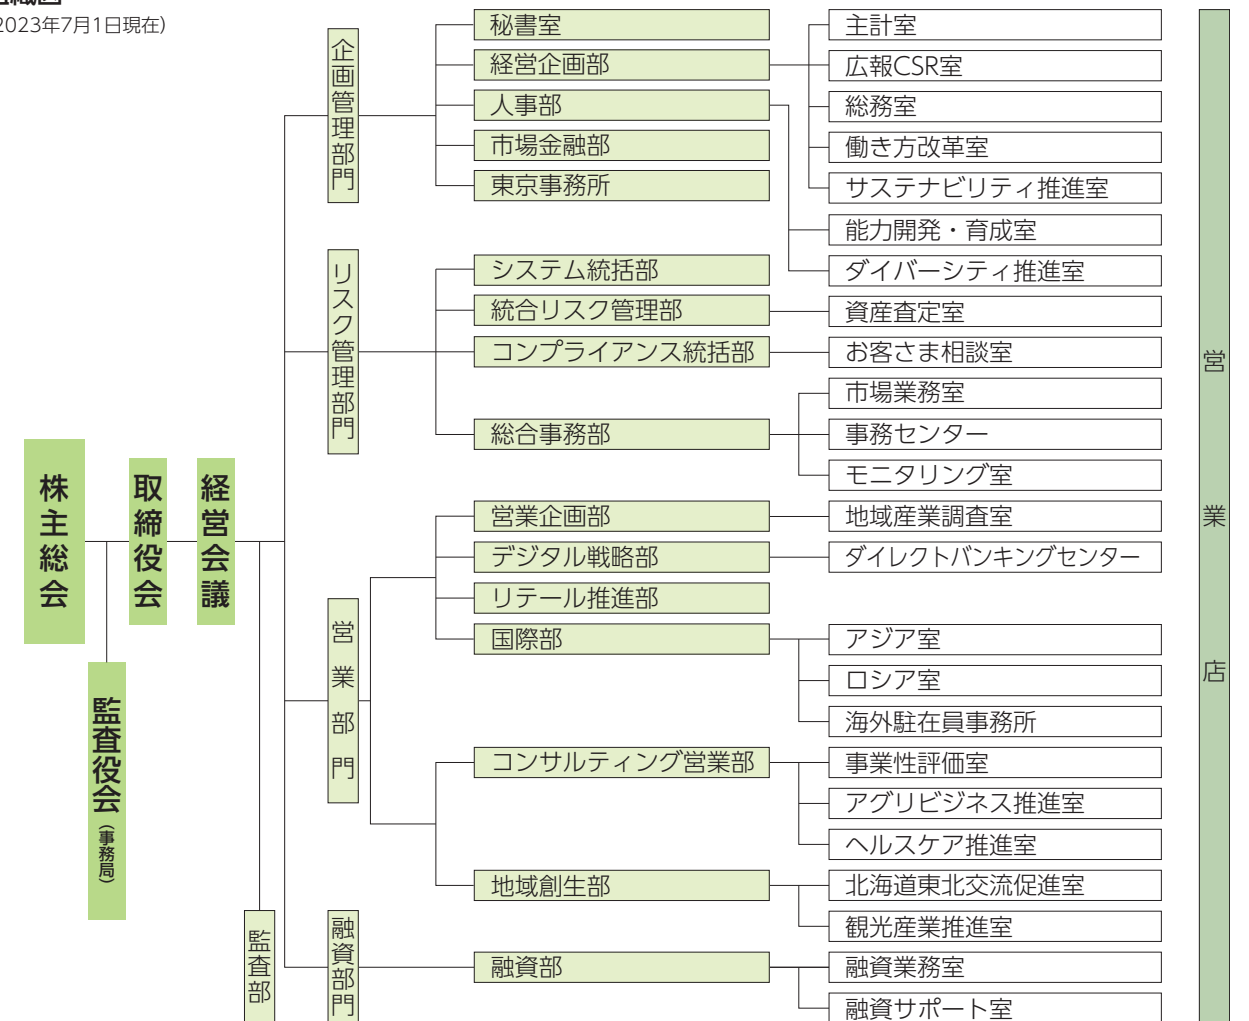 組織図
2023年7月1日現在）
株主総会
取締役会
経営会議
監査役会（事務局）
監査部
企画管理部門
秘書室
経営企画部
主計室
広報CSR室
総務室
働き方改革室
サステナビリティ推進室
人事部
能力開発・育成室
ダイバーシティ推進室
市場金融部
東京事務所
リスク管理部門
システム統括部
統合リスク管理部
資産査定室
コンプライアンス統括部
お客さま相談室
総合事務部
市場業務室
事務センター
モニタリング室
営業部門
営業企画部
地域産業調査室
デジタル戦略部
ダイレクトバンキングセンター
リテール推進部
国際部
アジア室
ロシア室
海外駐在員事務所
コンサルティング営業部
事業性評価室
アグリビジネス推進室
ヘルスケア推進室
地域創生部
北海道東北交流促進室
観光産業推進室
融資部門
融資部
融資業務室
融資サポート室
営業店